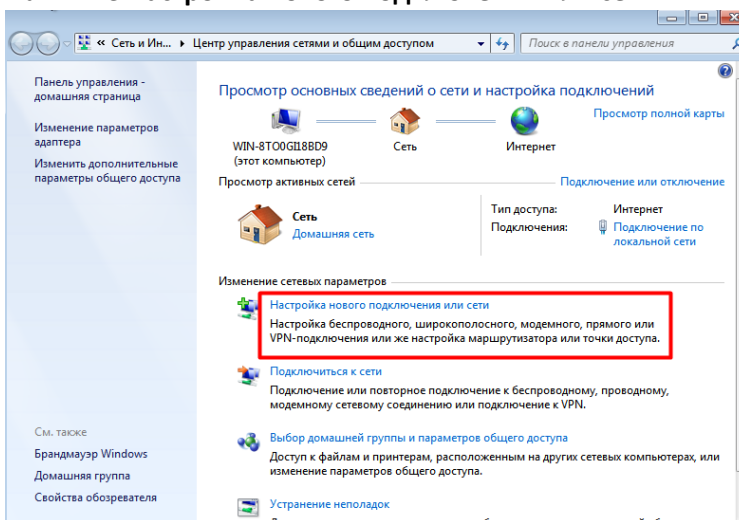 « Сеть и Ин... ▸ Центр управления сетями и общим доступом
Поиск в панели управления
Панель управления -
домашняя страница
Изменение параметров
адаптера
Изменить дополнительные
параметры общего доступа
Просмотр основных сведений о сети и настройка подключений
Просмотр полной карты
WIN-8TO0GI18BD9
(этот компьютер)
Сеть
Интернет
Просмотр активных сетей
Подключение или отключение
Сеть
Домашняя сеть
Тип доступа: Интернет
Подключения: Подключение по
локальной сети
Изменение сетевых параметров
Настройка нового подключения или сети
Настройка беспроводного, широкополосного, модемного, прямого или
VPN-подключения или же настройка маршрутизатора или точки доступа.
Подключиться к сети
Подключение или повторное подключение к беспроводному, проводному,
модемному сетевому соединению или подключение к VPN.
Выбор домашней группы и параметров общего доступа
Доступ к файлам и принтерам, расположенным на других сетевых компьютерах, или
изменение параметров общего доступа.
Устранение неполадок
См. также
Брандмауэр Windows
Домашняя группа
Свойства обозревателя